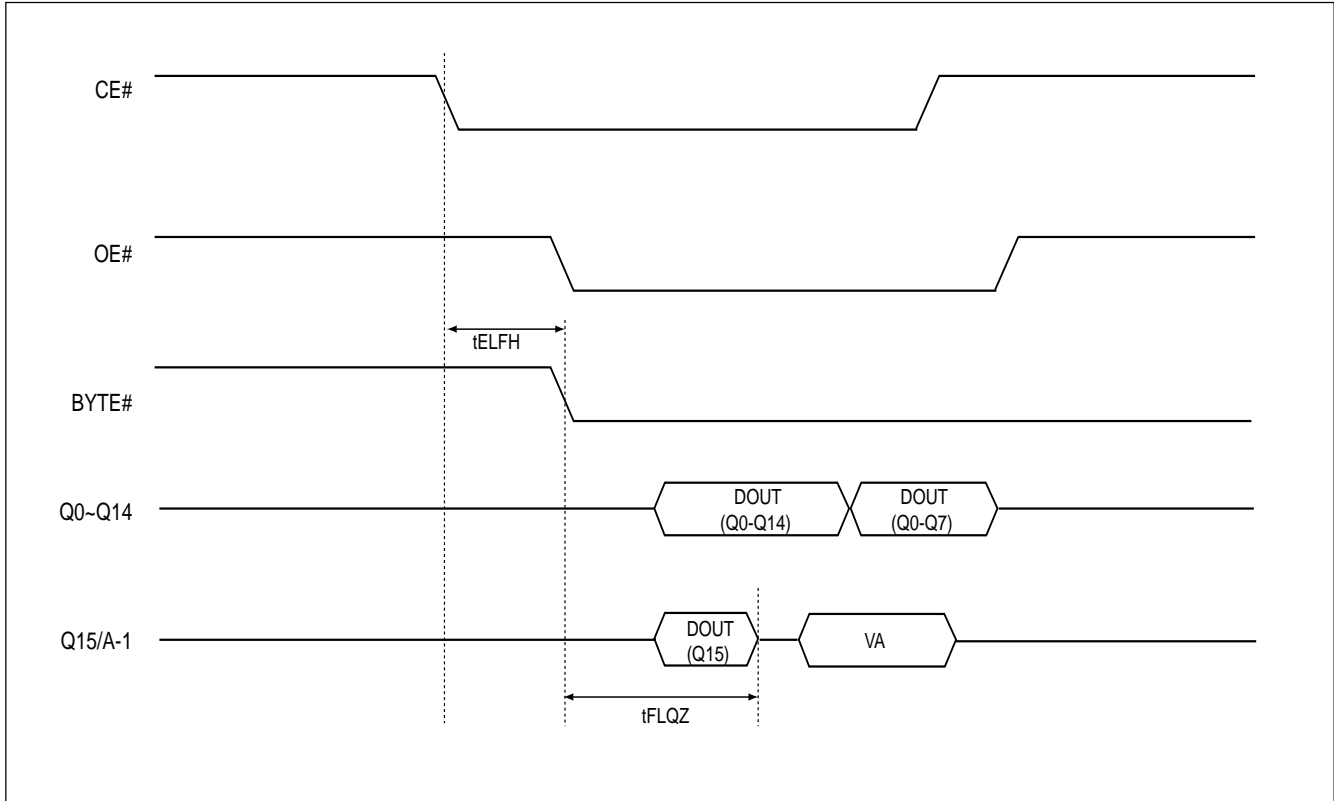 CE#
OE#
tELFH
BYTE#
Q0~Q14
DOUT
(Q0-Q14)
DOUT
(Q0-Q7)
Q15/A-1
DOUT
(Q15)
VA
tFLQZ